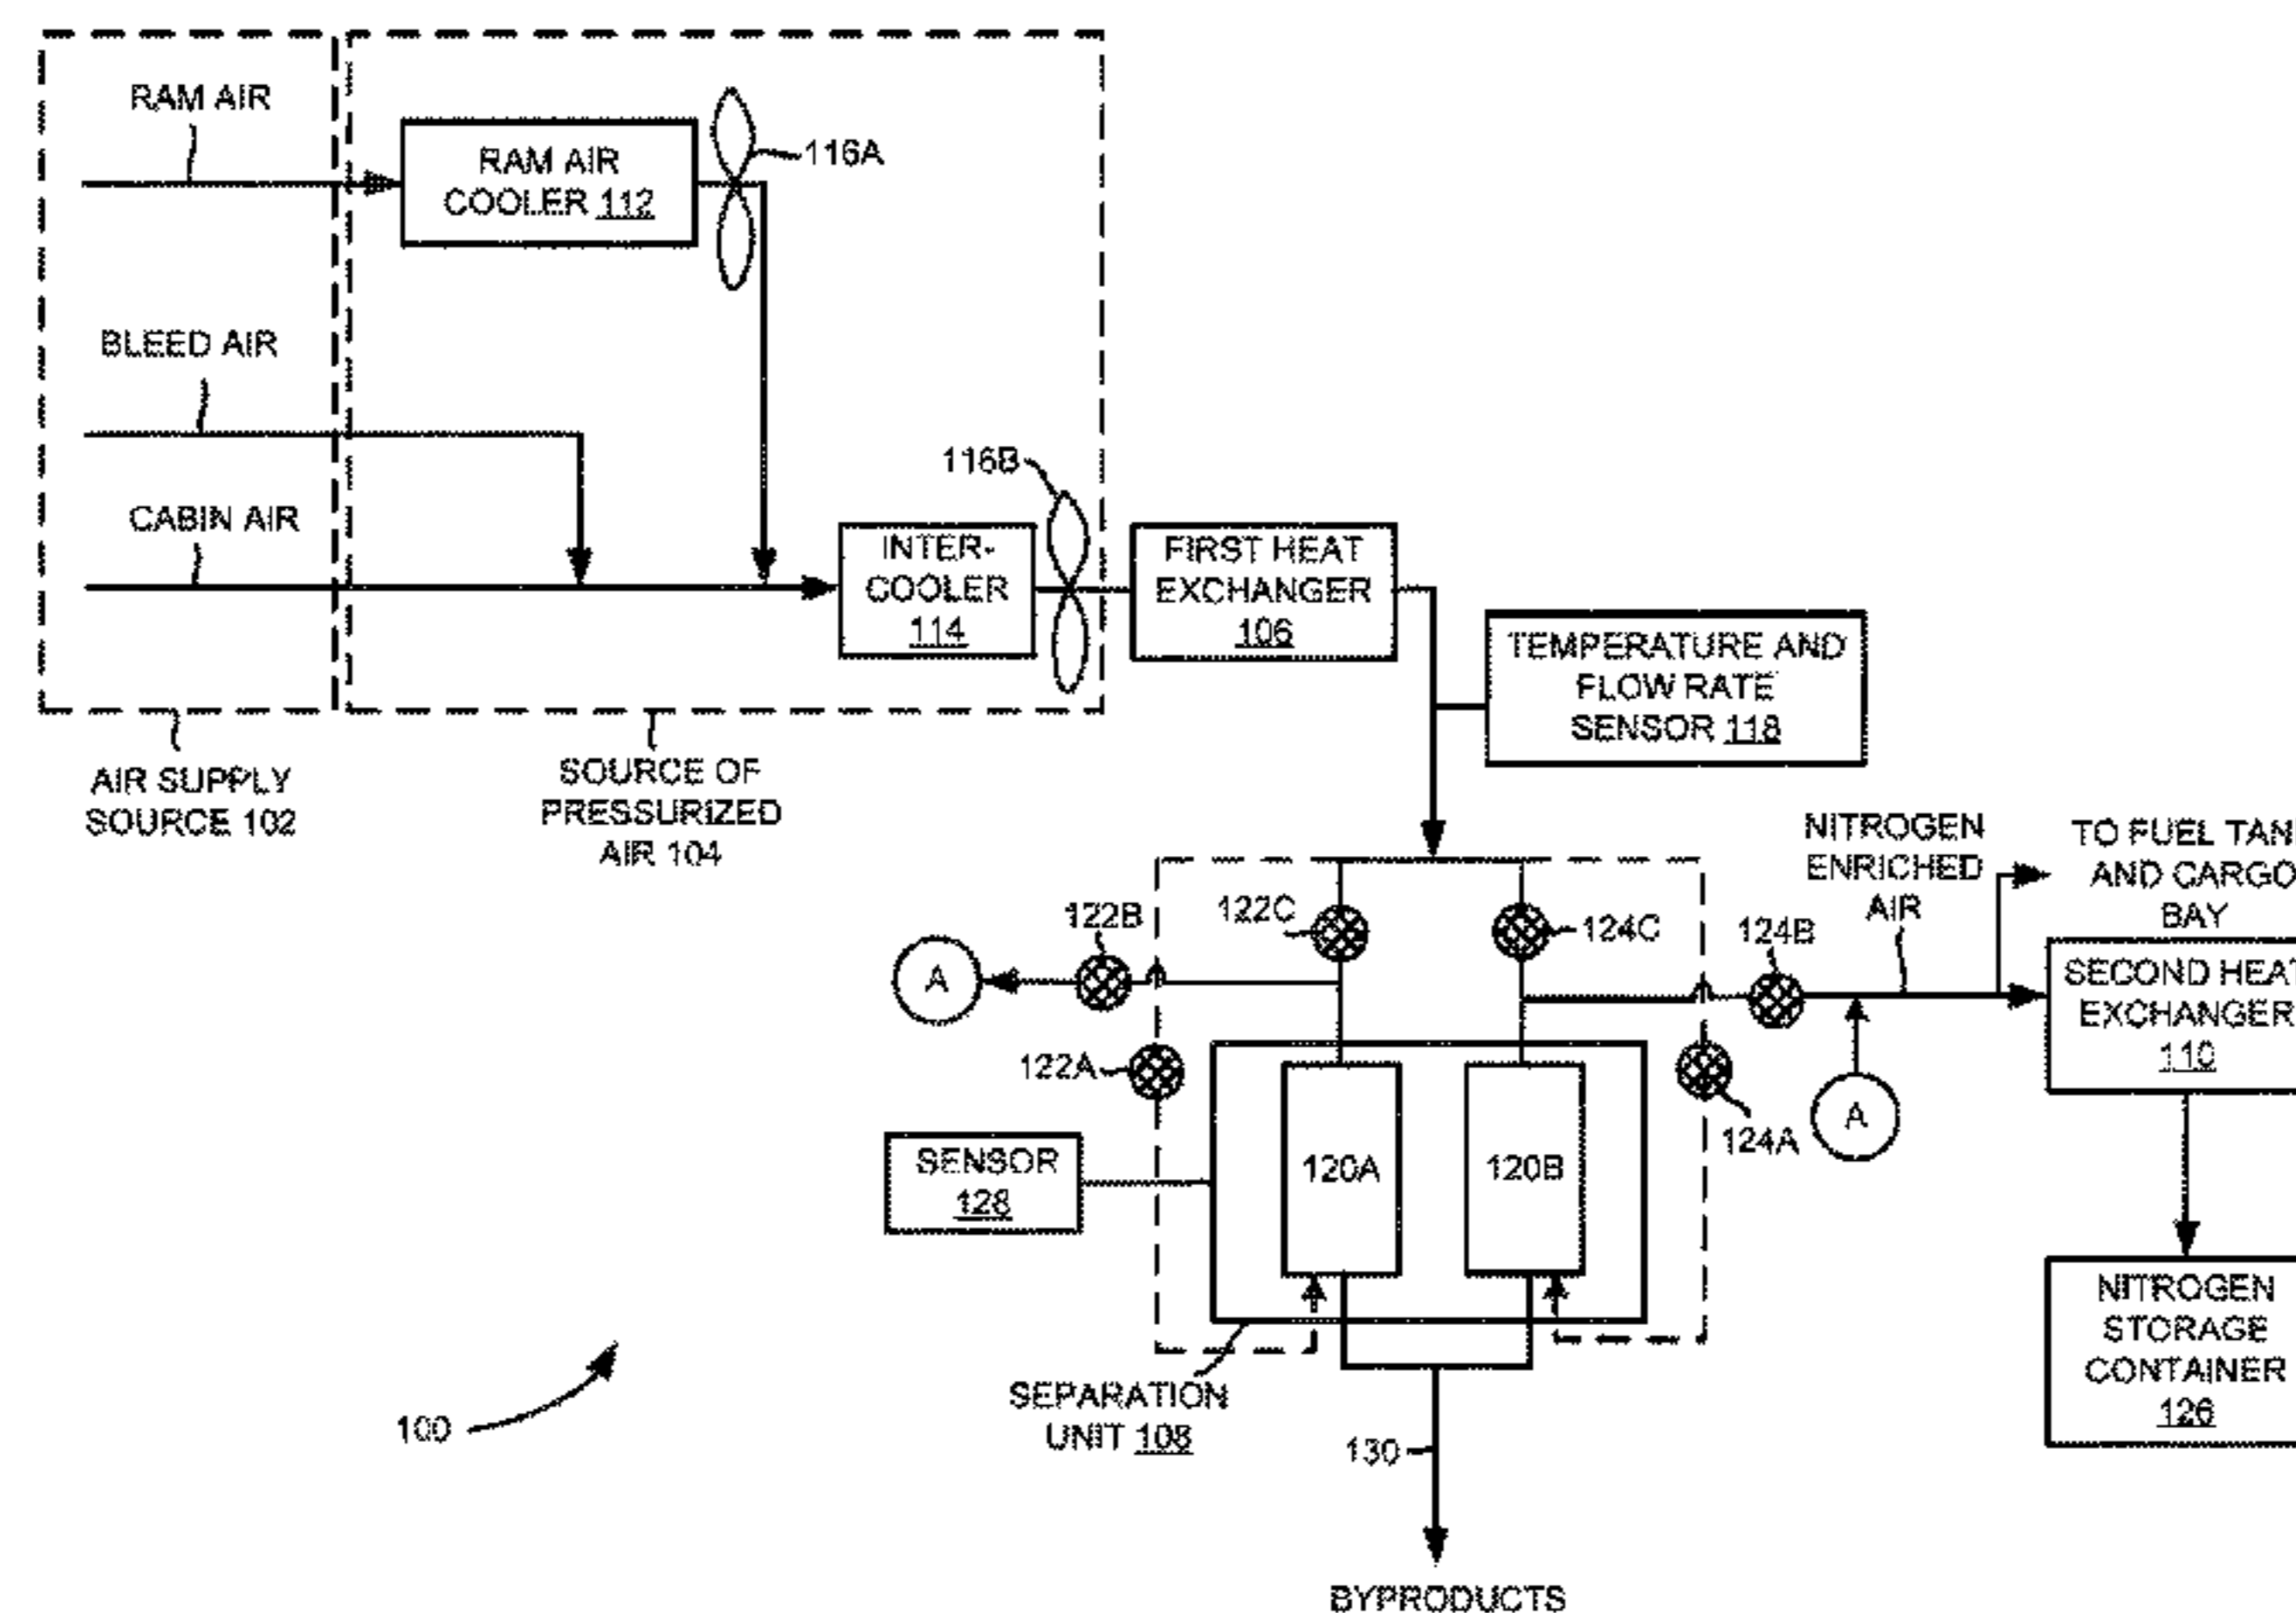 RAM AIR
RAM AIR
COOLER 112
116A
BLEED AIR
116B
CABIN AIR
INTER-
COOLER
114
FIRST HEAT
EXCHANGER
106
TEMPERATURE AND
FLOW RATE
SENSOR 118
AIR SUPPLY
SOURCE 102
SOURCE OF
PRESSURIZED
AIR 104
NITROGEN
ENRICHED
AIR
TO FUEL TAN
AND CARGO
BAY
122B
122C
124C
124B
A
SECOND HEAT
EXCHANGER
110
122A
124A
A
SENSOR
128
120A
120B
NITROGEN
STORAGE
CONTAINER
126
SEPARATION
UNIT 108
100
130
BYPRODUCTS